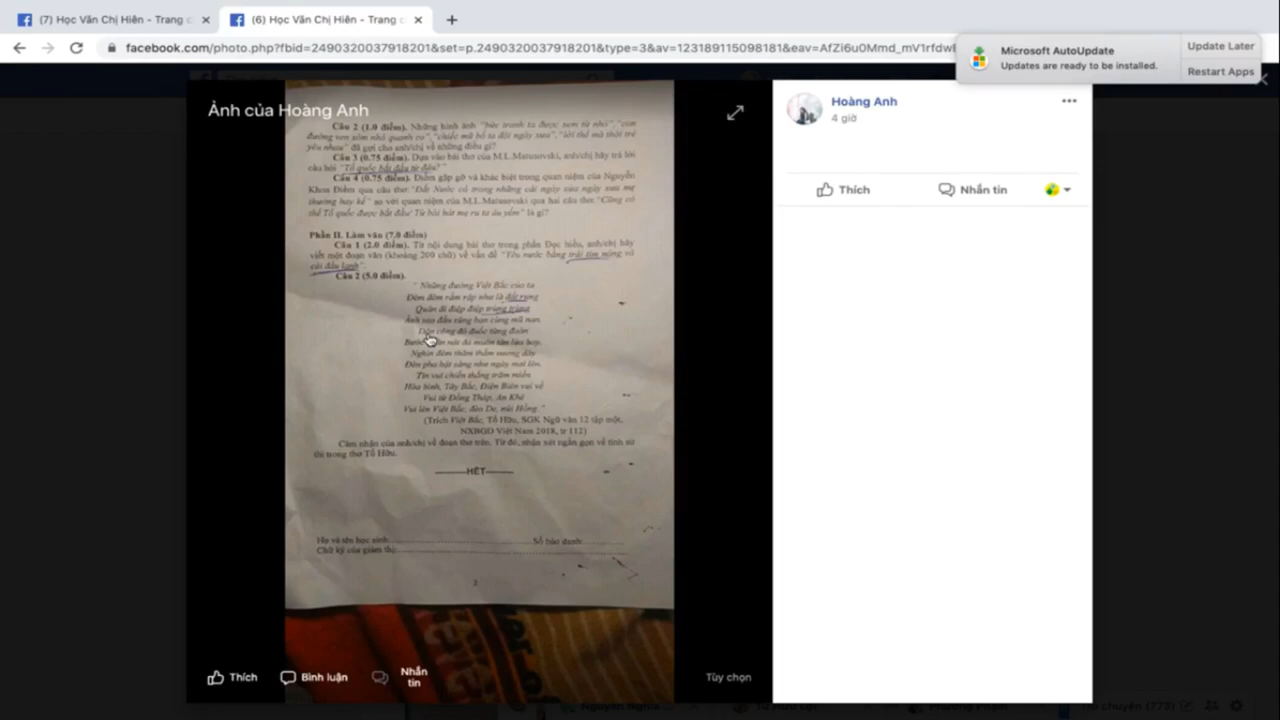 (7) Học Văn Chị Hiên - Trang c
(6) Học Văn Chị Hiên - Trang c
facebook.com/photo.php?fbid=2490320037918201&set=p.2490320037918201&type=3&av=123189115098181&eav=AfZi6u0Mmd_mV1rfdwE
Microsoft AutoUpdate
Updates are ready to be installed.
Update Later
Restart Apps
Ảnh của Hoàng Anh
Câu 2 (1.0 điểm). Những hình ảnh "bức tranh ta được xem từ nhỏ", "con
đường ven xóm nhỏ quanh co", "chiếc mũ bố ta đội ngày xưa", "lời thề mà thời trẻ
yêu nhau" đã gợi cho anh/chị về những điều gì?
Câu 3 (0.75 điểm). Dựa vào bài thơ của M.L.Matusovski, anh/chị hãy trả lời
câu hỏi "Tổ quốc bắt đầu từ đâu?"
Câu 4 (0.75 điểm). Điểm gặp gỡ và khác biệt trong quan niệm của Nguyễn
Khoa Điềm qua câu thơ: "Đất Nước có trong những cái ngày xửa ngày xưa mẹ
thường hay kể" so với quan niệm của M.L.Matusovski qua hai câu thơ: "Cũng có
thể Tổ quốc được bắt đầu/ Từ bài hát mẹ ru ta âu yếm" là gì?
Phần II. Làm văn (7.0 điểm)
Câu 1 (2.0 điểm). Từ nội dung bài thơ trong phần Đọc hiểu, anh/chị hãy
viết một đoạn văn (khoảng 200 chữ) về vấn đề "Yêu nước bằng trái tim nóng và
cái đầu lạnh".
Câu 2 (5.0 điểm).
" Những đường Việt Bắc của ta
Đêm đêm rầm rập như là đất rung
Quân đi điệp điệp trùng trùng
Ánh sao đầu súng bạn cùng mũ nan.
Dân công đỏ đuốc từng đoàn
Bước chân nát đá muôn tàn lửa bay.
Nghìn đêm thăm thẳm sương dày
Đèn pha bật sáng như ngày mai lên.
Tin vui chiến thắng trăm miền
Hòa bình, Tây Bắc, Điện Biên vui về
Vui từ Đồng Tháp, An Khê
Vui lên Việt Bắc, đèo De, núi Hồng."
(Trích Việt Bắc, Tố Hữu, SGK Ngữ văn 12 tập một,
NXBGD Việt Nam 2018, tr 112)
Cảm nhận của anh/chị về đoạn thơ trên. Từ đó, nhận xét ngắn gọn về tính sử
thi trong thơ Tố Hữu.
HẾT
Họ và tên học sinh: Số báo danh:
Chữ ký của giám thị:
2
Thích
Bình luận
Nhắn
tin
Tùy chọn
Hoàng Anh
4 giờ
Thích
Nhắn tin